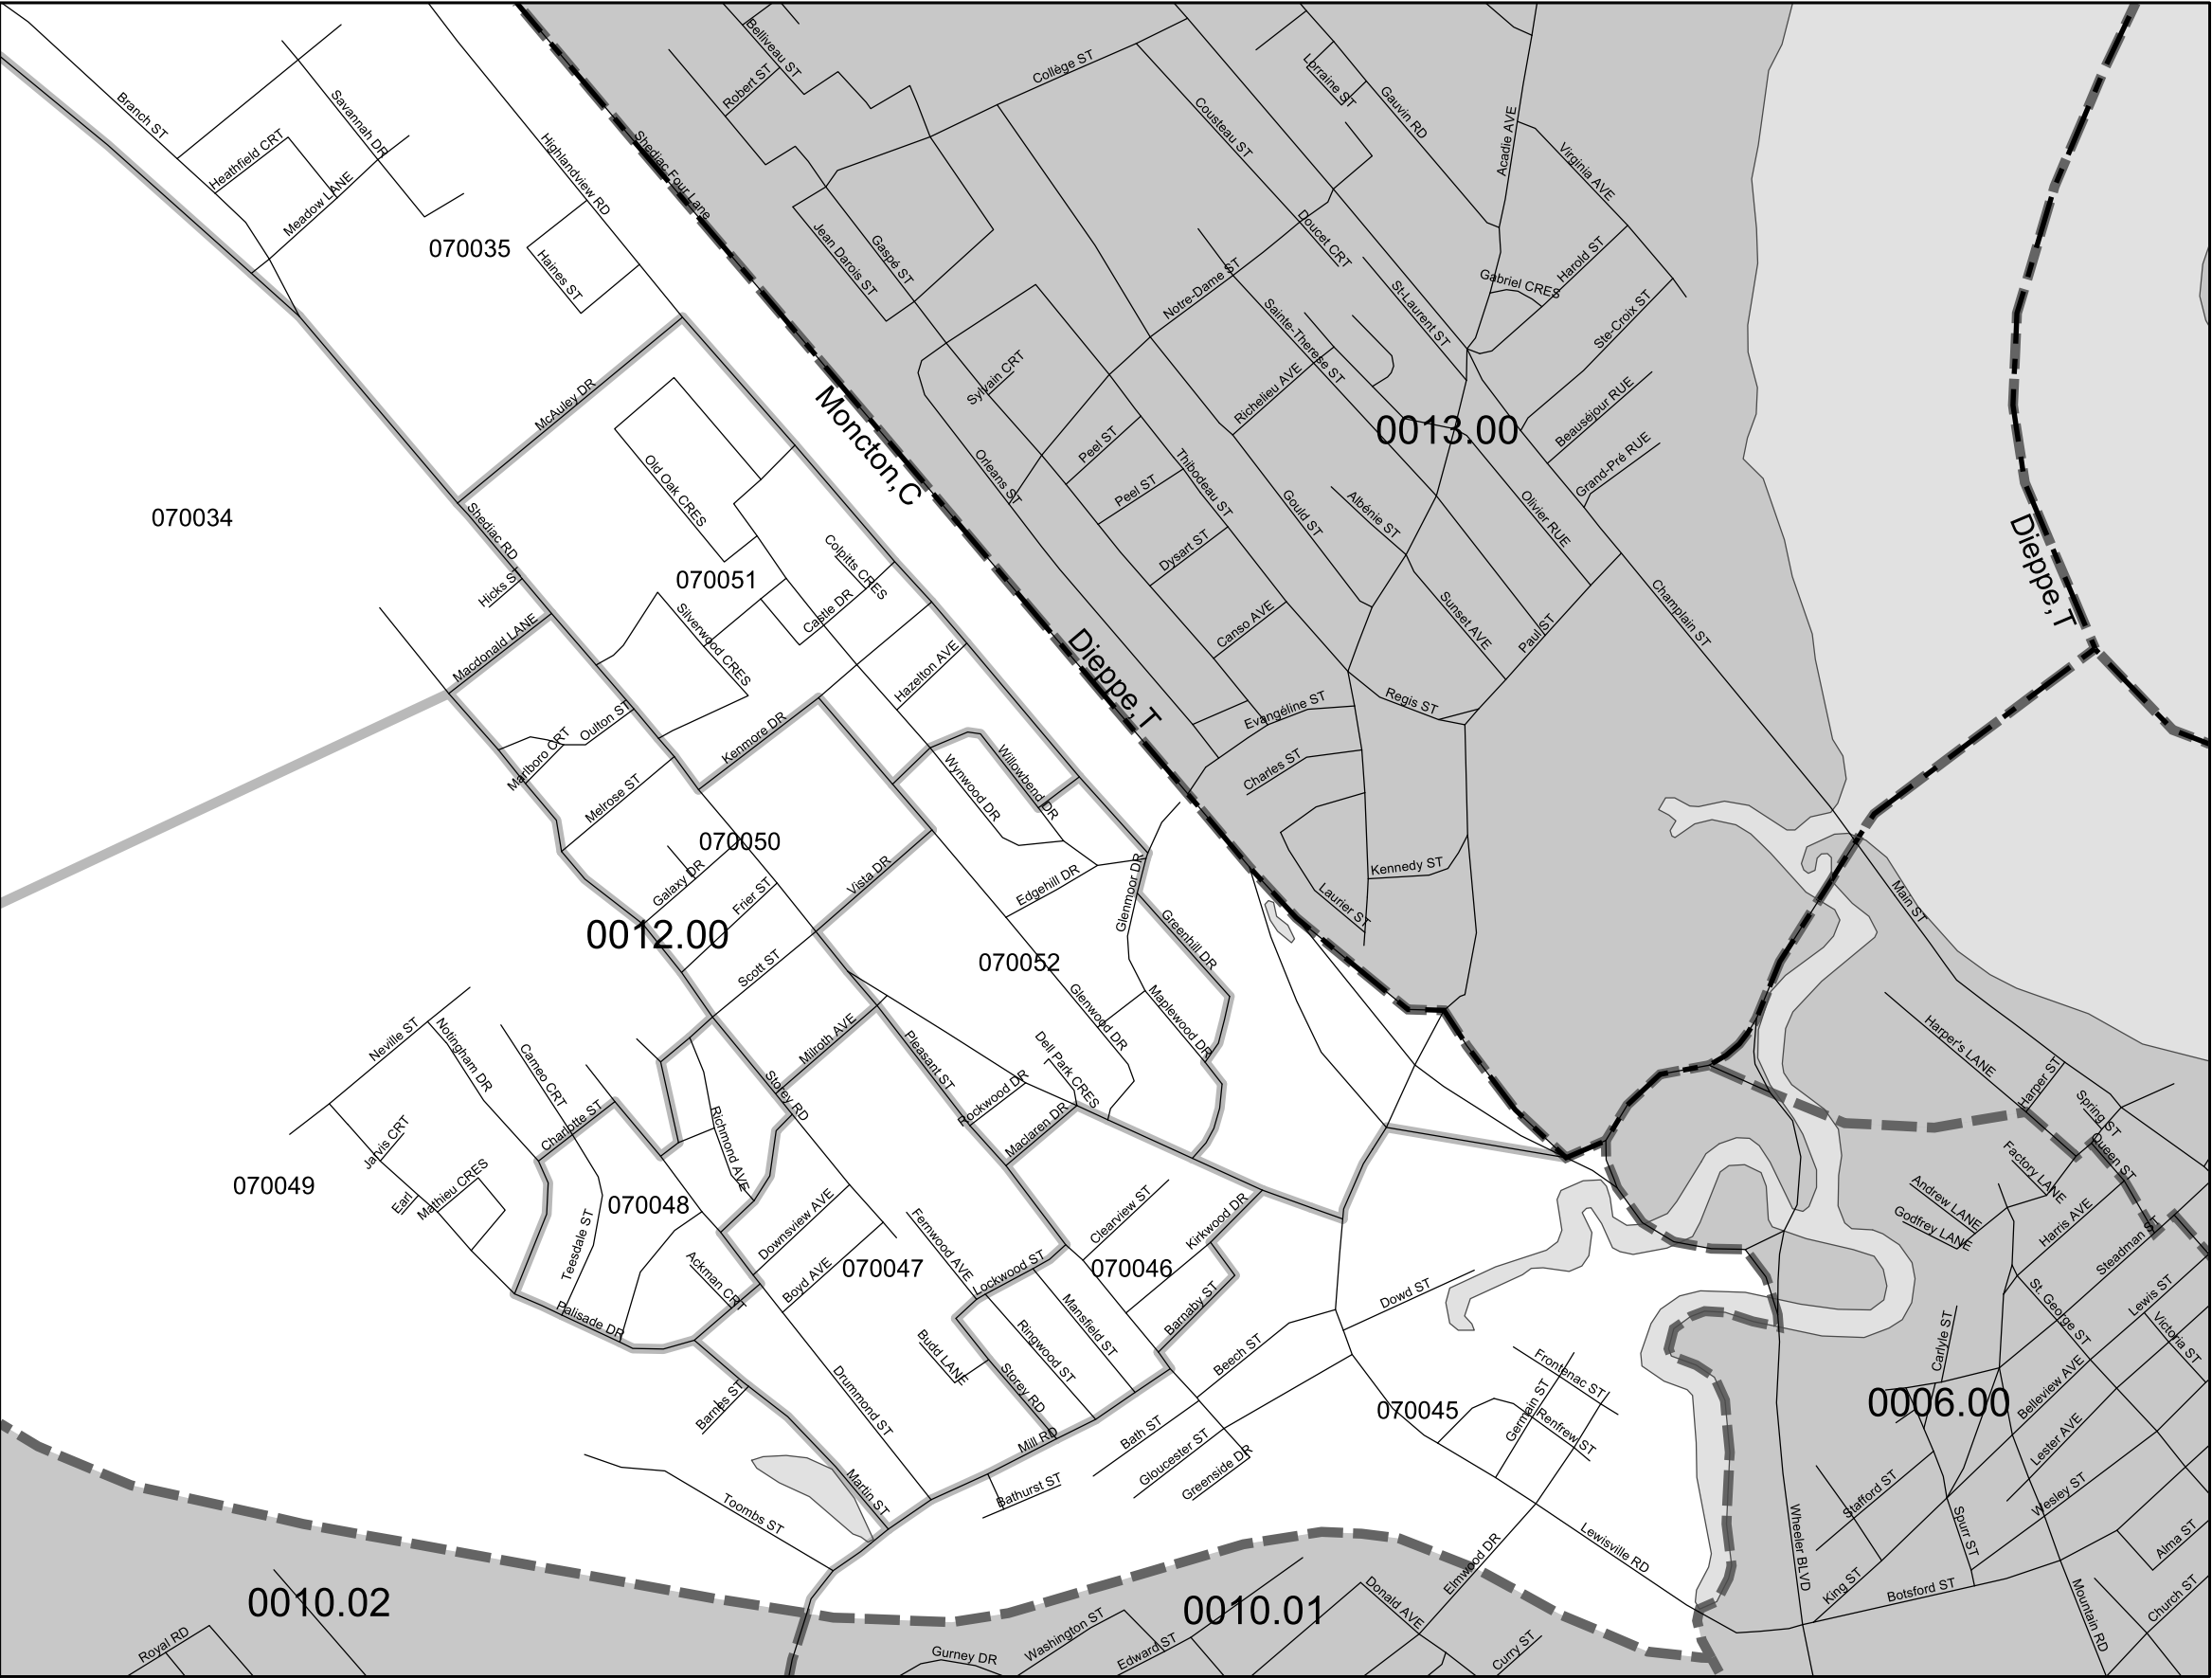 Belliveau ST
Robert ST
Collège ST
Lorraine ST
Gauvin RD
Cousteau ST
Acadie AVE
Virginia AVE
Branch ST
Savannah DR
Heathfield CRT
Meadow LANE
Highlandview RD
Shediac Four Lane
070035
Haines ST
Jean Darois ST
Gaspé ST
Notre-Dame ST
Doucet CRT
St-Laurent ST
Gabriel CRES
Harold ST
Ste-Croix ST
Sainte-Therese ST
Richelieu AVE
Sylvain CRT
McAuley DR
Moncton,C
0013.00
Beauséjour RUE
Grand-Pré RUE
Peel ST
Peel ST
Orleans ST
Thibodeau ST
Gould ST
Albénie ST
Olivier RUE
Old Oak CRES
070034
Shediac RD
Hicks ST
070051
Colpitts CRES
Castle DR
Silverwood CRES
Dysart ST
Canso AVE
Sunset AVE
Paul ST
Champlain ST
Dieppe,T
Dieppe,T
Macdonald LANE
Hazelton AVE
Evangéline ST
Regis ST
Charles ST
Oulton ST
Marlboro CRT
Kenmore DR
Melrose ST
Wynwood DR
Willowbend DR
070050
Galaxy DR
Frier ST
Vista DR
Edgehill DR
Glenmoor DR
Greenhill DR
Kennedy ST
Laurier ST
Main ST
0012.00
Scott ST
070052
Glenwood DR
Maplewood DR
Neville ST
Notingham DR
Cameo CRT
Milroth AVE
Storey RD
Pleasant ST
Dell Park CRES
Rockwood DR
Maclaren DR
Harper's LANE
Harper ST
Spring ST
Queen ST
Factory LANE
Andrew LANE
Godfrey LANE
Harris AVE
Steadman ST
Jarvis CRT
Charlotte ST
Richmond AVE
070049
Earl
Mathieu CRES
070048
Teesdale ST
Downsview AVE
Ackman CRT
Boyd AVE
070047
Fernwood AVE
Lockwood ST
Clearview ST
Kirkwood DR
070046
Palisade DR
Mansfield ST
Ringwood ST
Barnaby ST
Dowd ST
Beech ST
Budd LANE
Storey RD
Drummond ST
Barnes ST
Mill RD
Bath ST
Gloucester ST
Greenside DR
Bathurst ST
Martin ST
Toombs ST
070045
Frontenac ST
Germain ST
Renfrew ST
St. George ST
Lewis ST
Victoria ST
Carlyle ST
Belleview AVE
0006.00
Lester AVE
Wesley ST
Stafford ST
Spurr ST
Wheeler BLVD
Lewisville RD
Elmwood DR
King ST
Botsford ST
Alma ST
Church ST
Mountain RD
0010.02
0010.01
Royal RD
Gurney DR
Washington ST
Edward ST
Donald AVE
Curry ST